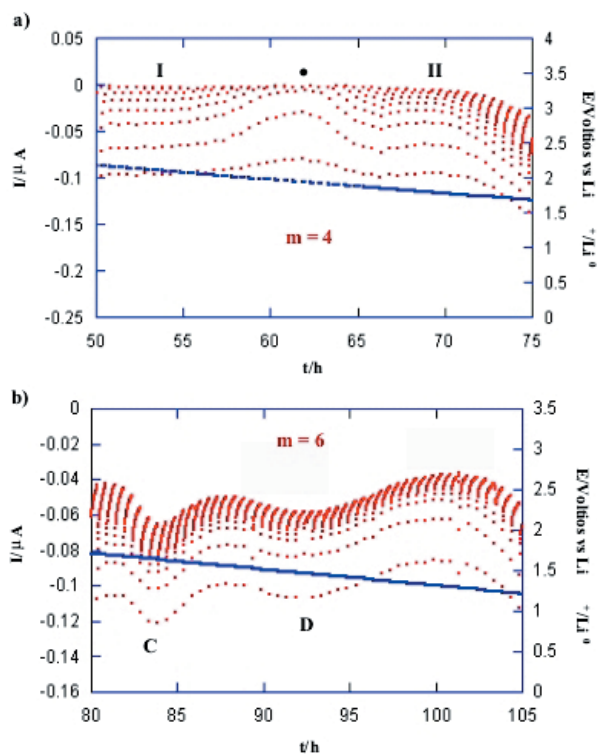 a)
0.05
0
-0.05
-0.1
-0.15
-0.2
-0.25
I/μ A
I
•
II
m = 4
4
3.5
3
2.5
2
1.5
1
0.5
0
E/Voltios vs Li⁺/Li⁰
50 55 60 65 70 75
t/h
b)
0
-0.02
-0.04
-0.06
-0.08
-0.1
-0.12
-0.14
-0.16
I/μ A
m = 6
C
D
3.5
3
2.5
2
1.5
1
0.5
0
E/Voltios vs Li⁺/Li⁰
80 85 90 95 100 105
t/h